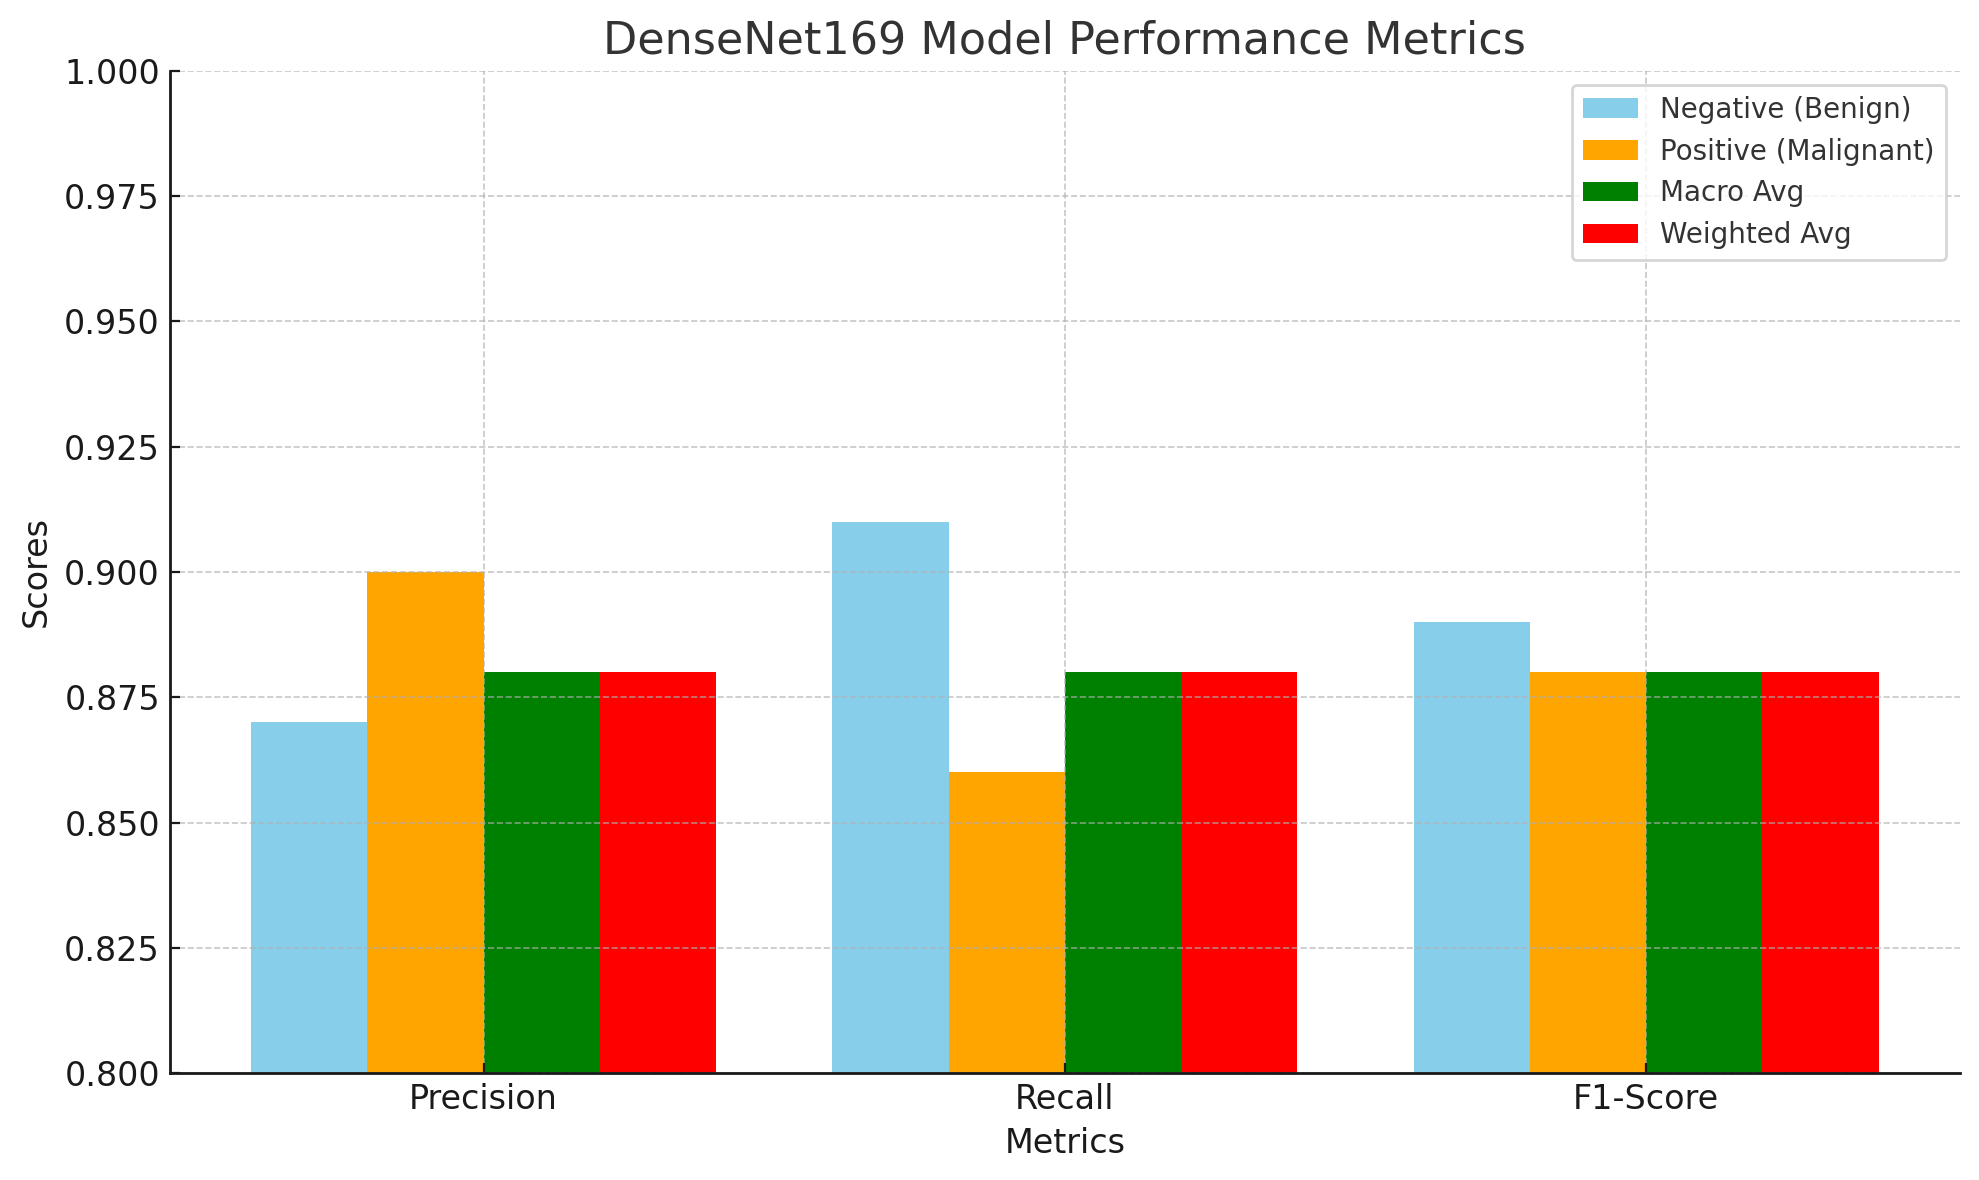 DenseNet169 Model Performance Metrics
1.000
0.975
0.950
0.925
0.900
0.875
0.850
0.825
0.800
Scores
Negative (Benign)
Positive (Malignant)
Macro Avg
Weighted Avg
Precision
Recall
F1-Score
Metrics